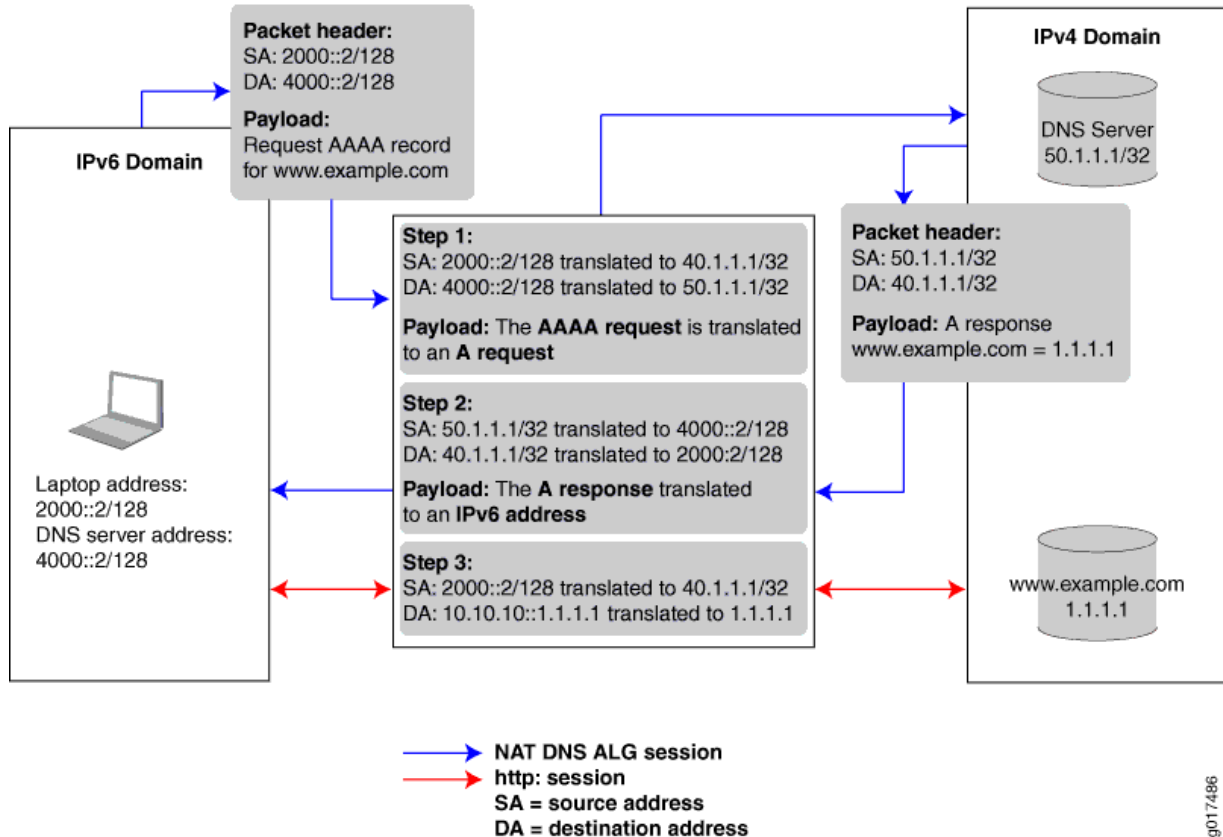 Packet header:
SA: 2000::2/128
DA: 4000::2/128
Payload:
Request AAAA record
for www.example.com
IPv6 Domain
Laptop address:
2000::2/128
DNS server address:
4000::2/128
Step 1:
SA: 2000::2/128 translated to 40.1.1.1/32
DA: 4000::2/128 translated to 50.1.1.1/32
Payload: The AAAA request is translated
to an A request
Step 2:
SA: 50.1.1.1/32 translated to 4000::2/128
DA: 40.1.1.1/32 translated to 2000:2/128
Payload: The A response translated
to an IPv6 address
Step 3:
SA: 2000::2/128 translated to 40.1.1.1/32
DA: 10.10.10::1.1.1.1 translated to 1.1.1.1
IPv4 Domain
DNS Server
50.1.1.1/32
Packet header:
SA: 50.1.1.1/32
DA: 40.1.1.1/32
Payload: A response
www.example.com = 1.1.1.1
www.example.com
1.1.1.1
NAT DNS ALG session
http: session
SA = source address
DA = destination address
g017486